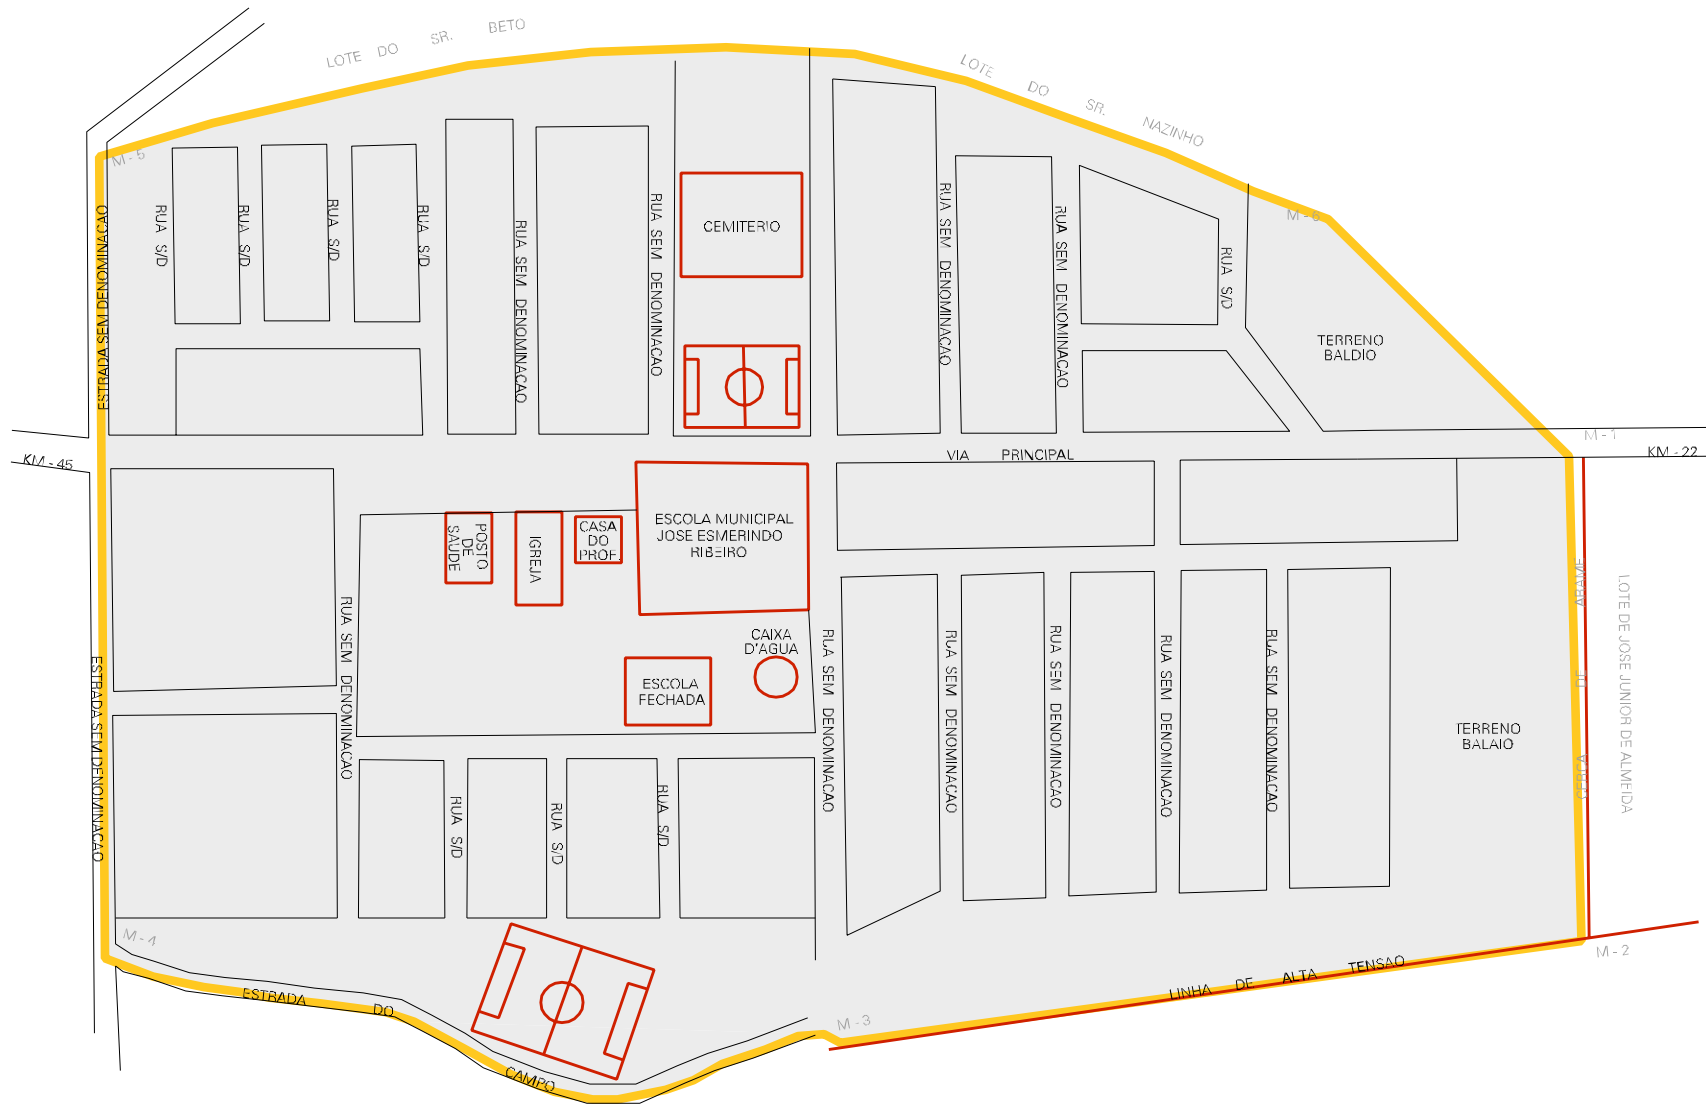 LOTE DO SR. BETO
LOTE DO SR. NAZINHO
M - 5
M - 6
RUA S/D
RUA S/D
RUA S/D
RUA S/D
ESTRADA SEM DENOMINACAO
RUA SEM DENOMINACAO
RUA SEM DENOMINACAO
CEMITERIO
RUA SEM DENOMINACAO
RUA SEM DENOMINACAO
RUA S/D
TERRENO
BALDIO
M - 1
KM - 45
VIA PRINCIPAL
KM - 22
POSTO
DE
SAUDE
IGREJA
CASA
DO
PROF.
ESCOLA MUNICIPAL
JOSE ESMERINDO
RIBEIRO
CAIXA
D'AGUA
ESCOLA
FECHADA
ESTRADA SEM DENOMINACAO
RUA SEM DENOMINACAO
RUA SEM DENOMINACAO
RUA SEM DENOMINACAO
RUA SEM DENOMINACAO
RUA SEM DENOMINACAO
RUA SEM DENOMINACAO
TERRENO
BALAIO
CERCA DE ARAME
LOTE DE JOSE JUNIOR DE ALMEIDA
RUA S/D
RUA S/D
RUA S/D
M - 4
M - 2
ESTRADA DO CAMPO
M - 3
LINHA DE ALTA TENSAO